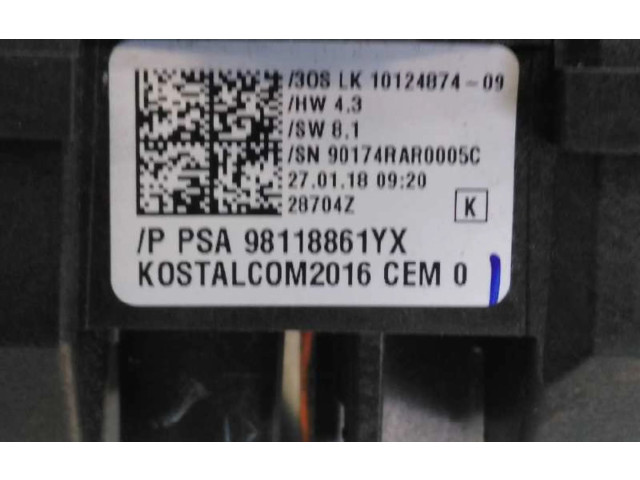 /3OS LK 10124874-09
/HW 4.3
/SW 8.1
/SN 90174RAR0005C
27.01.18 09:20
28704Z K
/P PSA 98118861YX
KOSTALCOM2016 CEM 0